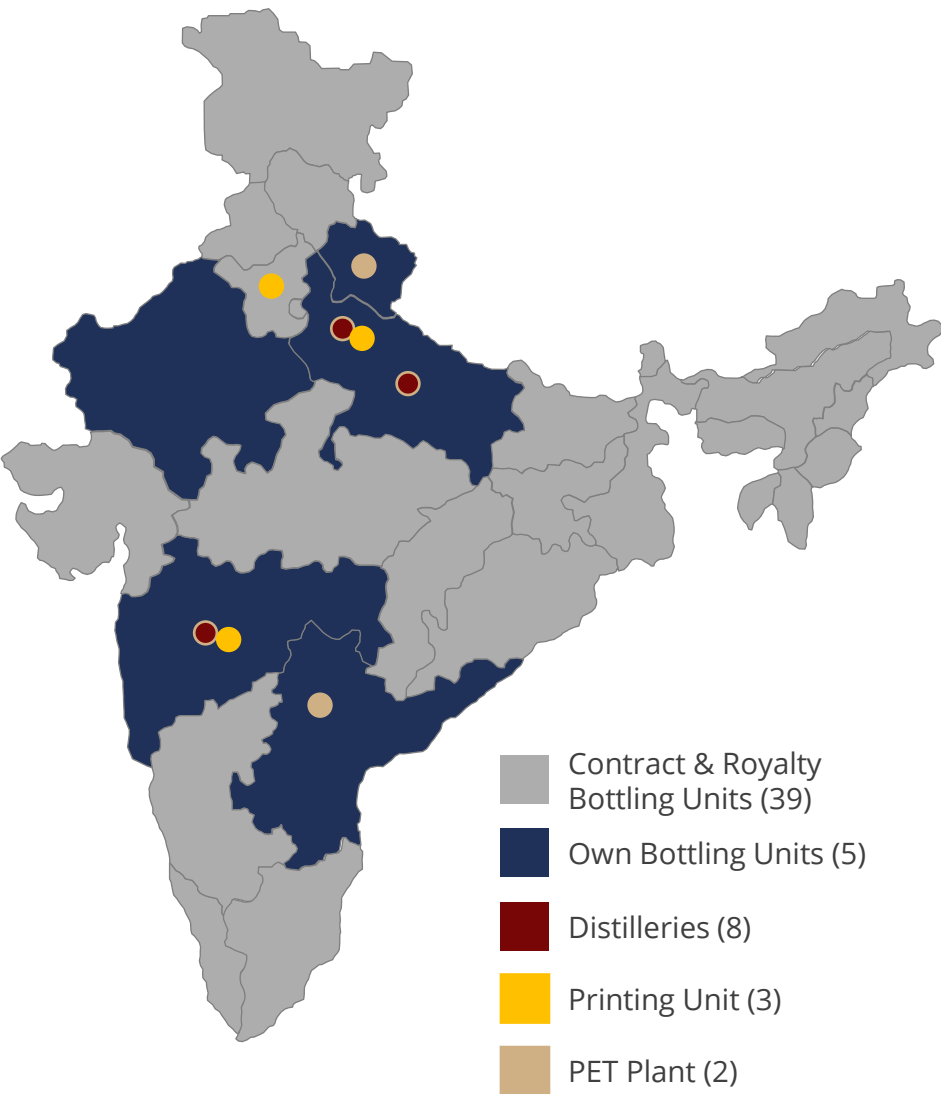 Contract & Royalty
Bottling Units (39)
Own Bottling Units (5)
Distilleries (8)
Printing Unit (3)
PET Plant (2)